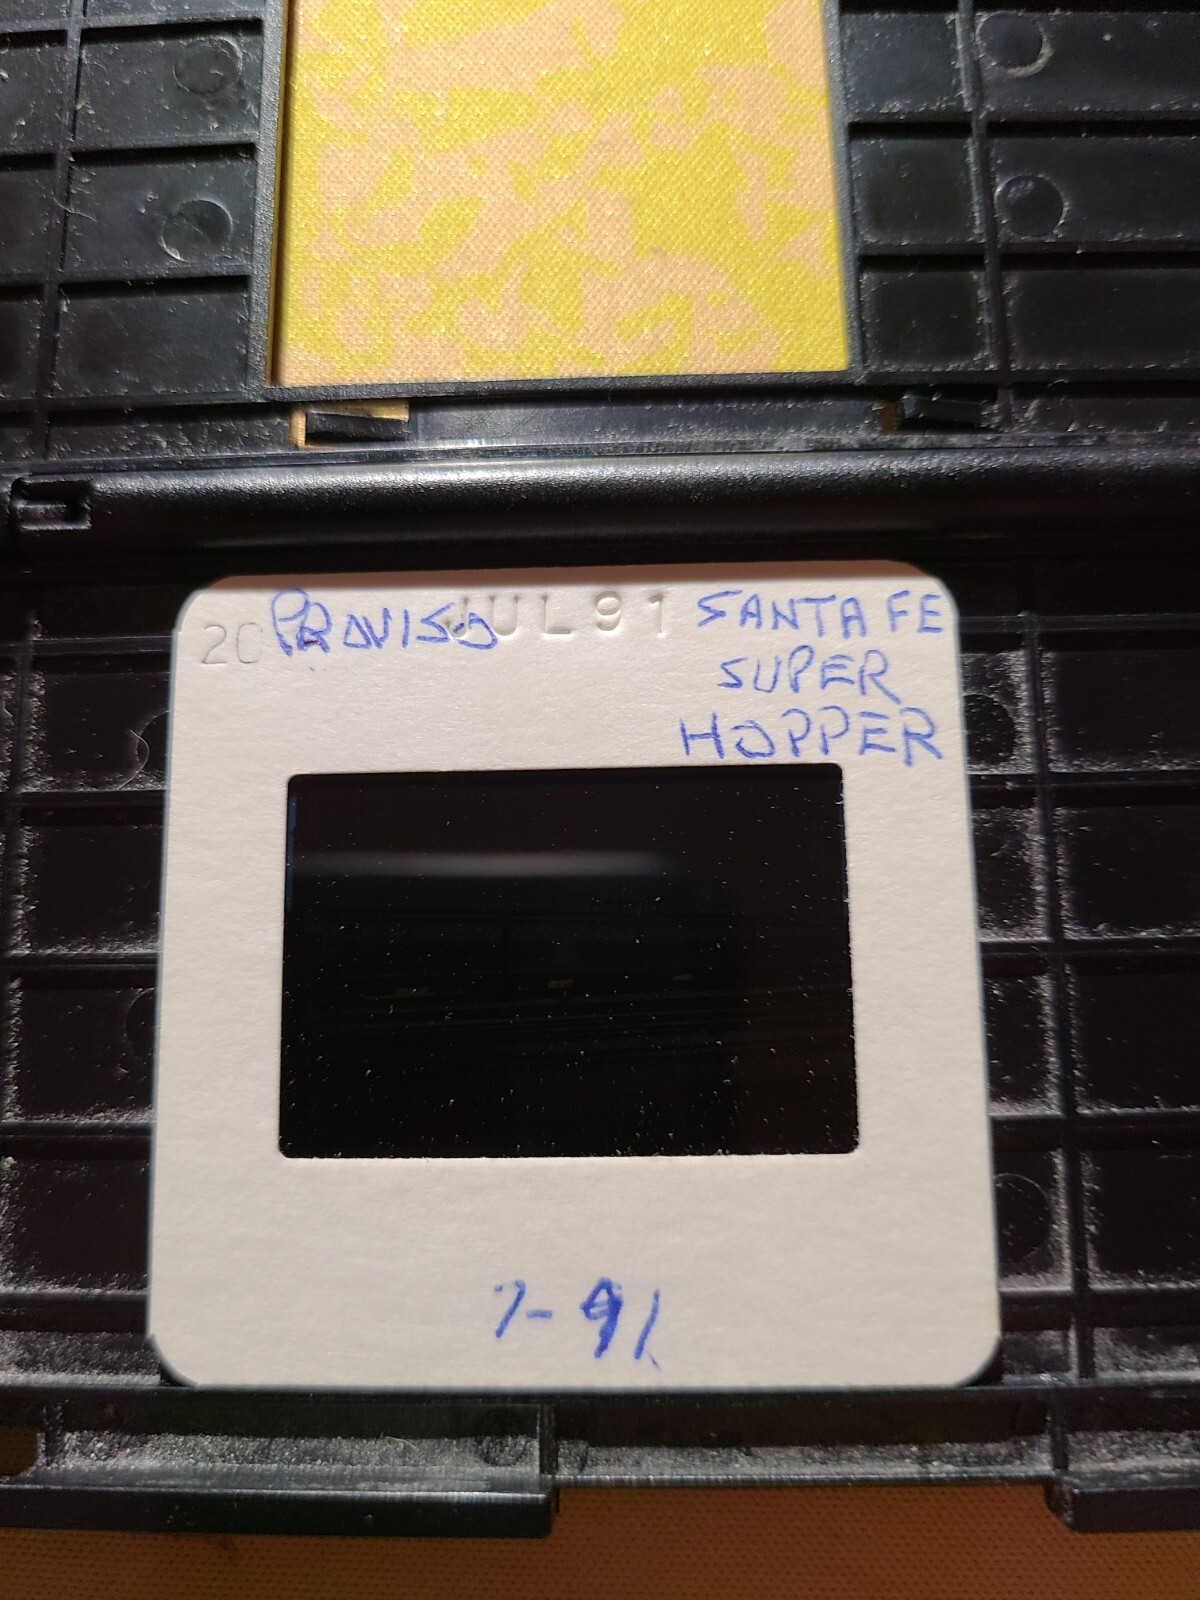 20 PROVISO JUL 91 SANTA FE
SUPER
HOPPER
7-91